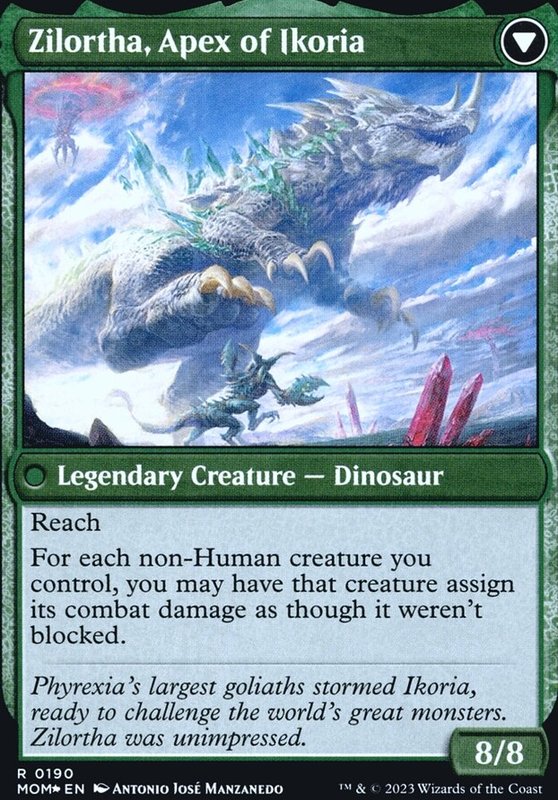 Zilortha, Apex of Ikoria
Legendary Creature — Dinosaur
Reach
For each non-Human creature you
control, you may have that creature assign
its combat damage as though it weren't
blocked.
Phyrexia's largest goliaths stormed Ikoria,
ready to challenge the world's great monsters.
Zilortha was unimpressed.
8/8
R 0190
MOM★EN Antonio José Manzanedo
™ & © 2023 Wizards of the Coast